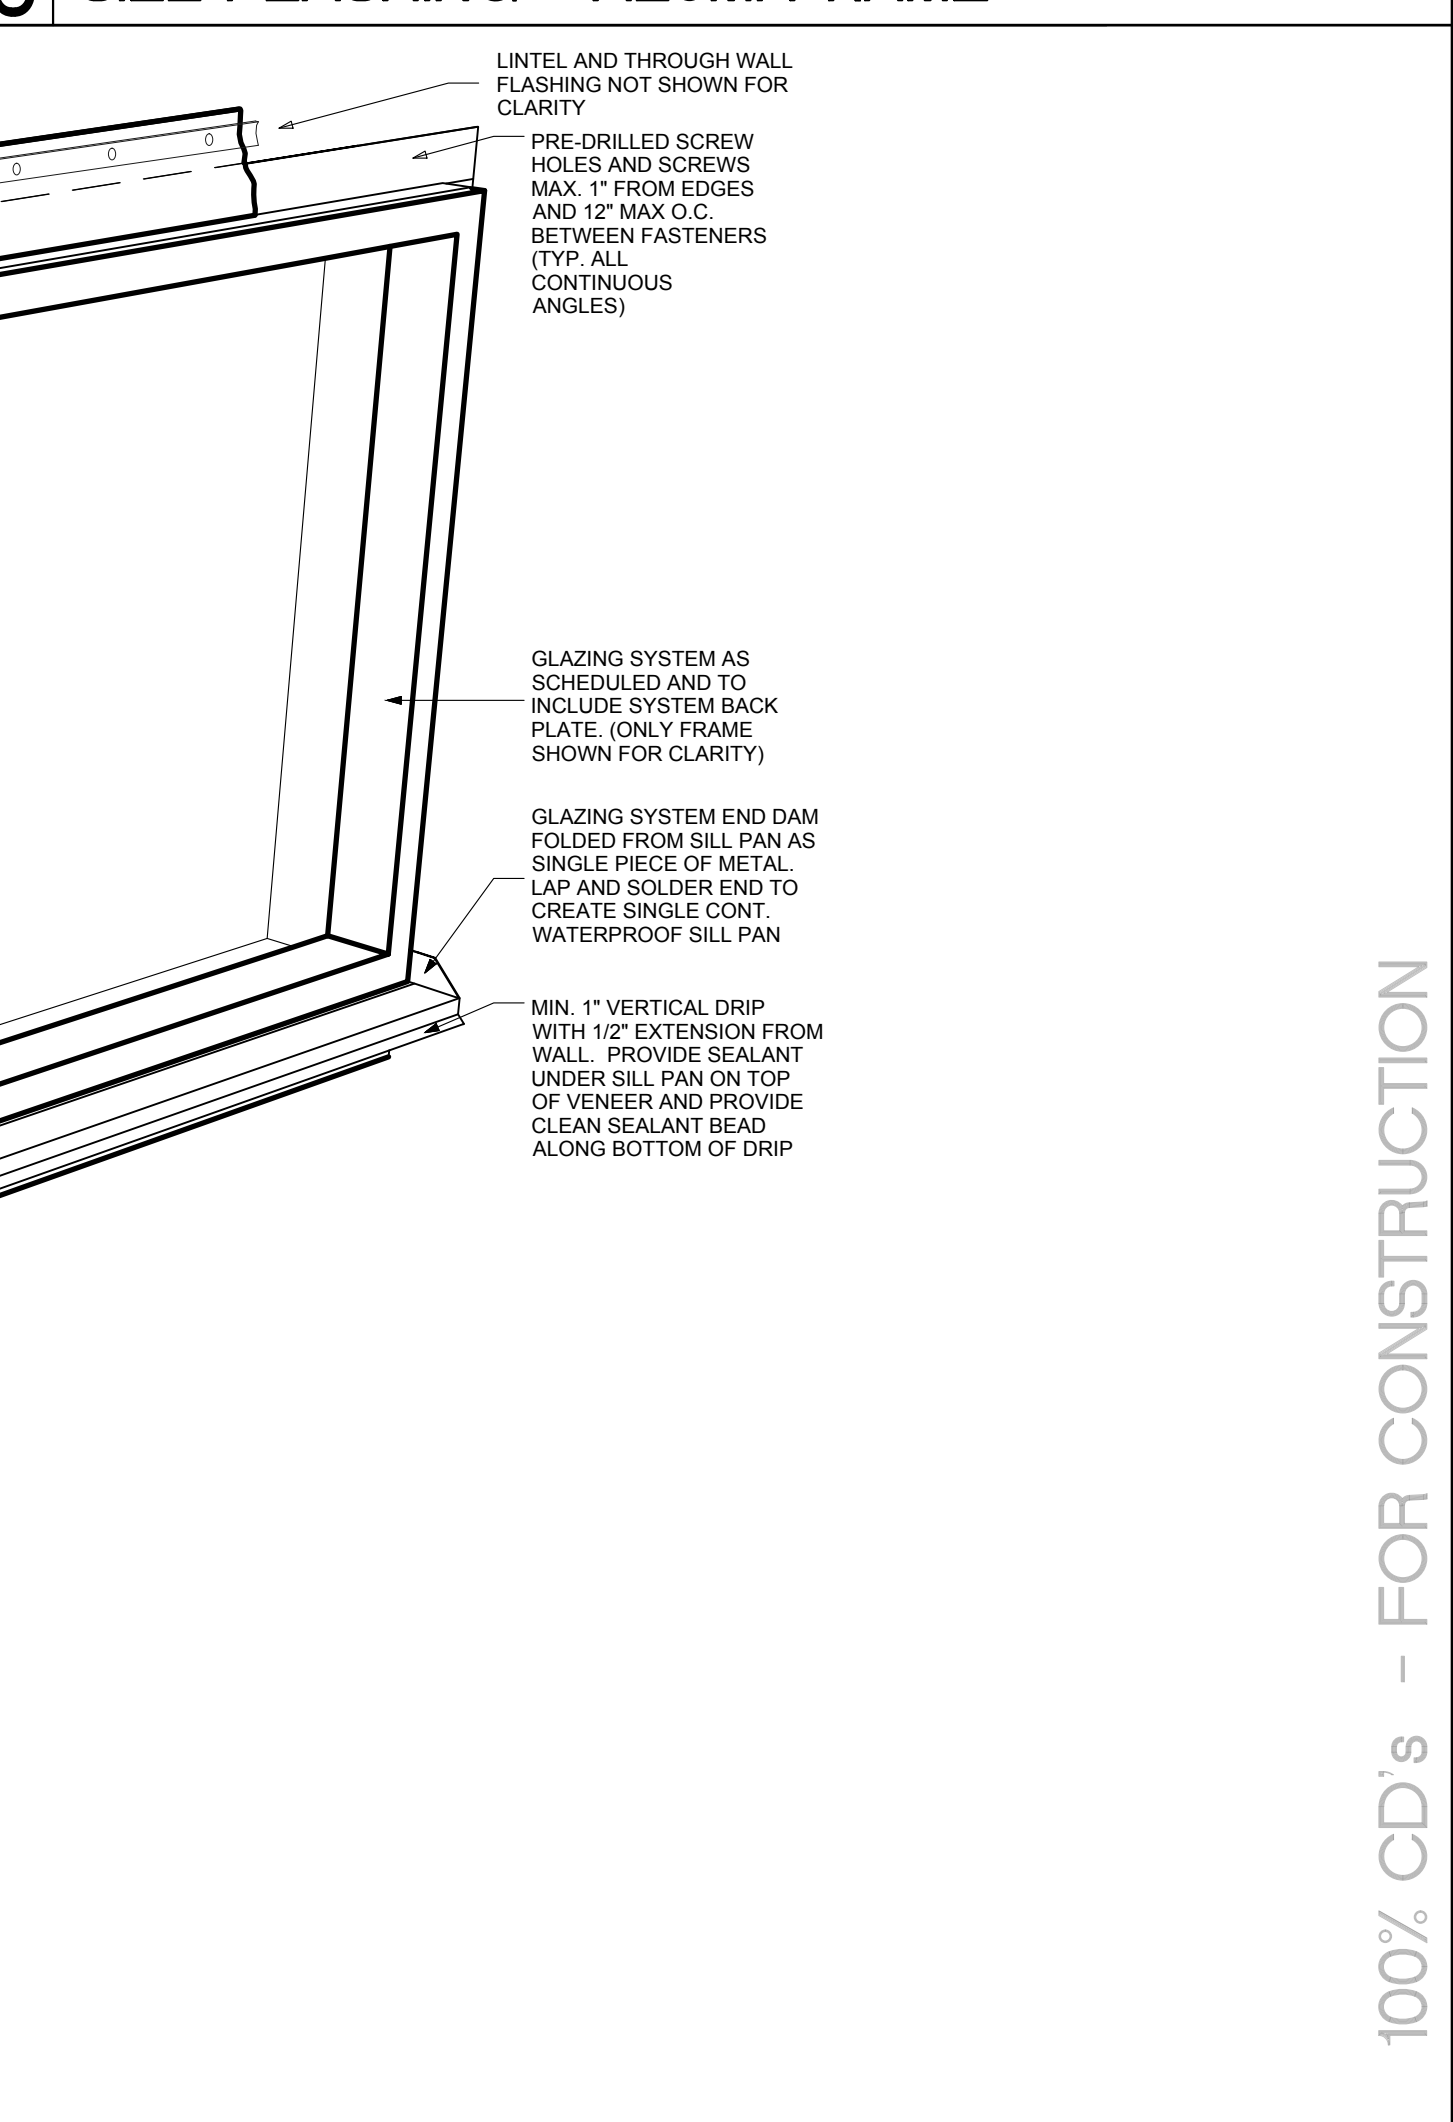 LINTEL AND THROUGH WALL
FLASHING NOT SHOWN FOR
CLARITY
PRE-DRILLED SCREW
HOLES AND SCREWS
MAX. 1" FROM EDGES
AND 12" MAX O.C.
BETWEEN FASTENERS
(TYP. ALL
CONTINUOUS
ANGLES)
GLAZING SYSTEM AS
SCHEDULED AND TO
INCLUDE SYSTEM BACK
PLATE. (ONLY FRAME
SHOWN FOR CLARITY)
GLAZING SYSTEM END DAM
FOLDED FROM SILL PAN AS
SINGLE PIECE OF METAL.
LAP AND SOLDER END TO
CREATE SINGLE CONT.
WATERPROOF SILL PAN
MIN. 1" VERTICAL DRIP
WITH 1/2" EXTENSION FROM
WALL. PROVIDE SEALANT
UNDER SILL PAN ON TOP
OF VENEER AND PROVIDE
CLEAN SEALANT BEAD
ALONG BOTTOM OF DRIP
100% CD's - FOR CONSTRUCTION